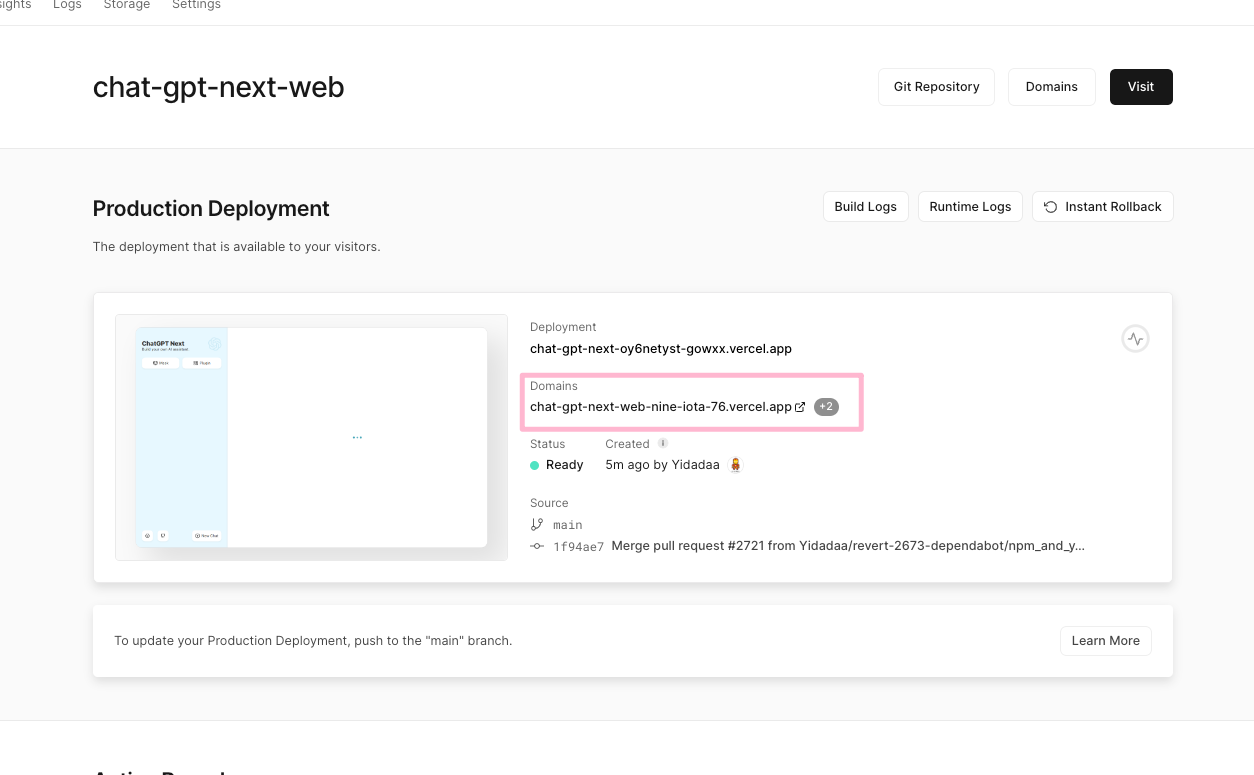 Logs Storage Settings
chat-gpt-next-web
Git Repository Domains Visit
Production Deployment
Build Logs Runtime Logs Instant Rollback
The deployment that is available to your visitors.
ChatGPT Next
Build your own AI assistant.
Mask
New Chat
Deployment
chat-gpt-next-oy6netyst-gowxx.vercel.app
Domains
chat-gpt-next-web-nine-iota-76.vercel.app +2
Status Created
Ready 5m ago by Yidadaa
Source
main
1f94ae7 Merge pull request #2721 from Yidadaa/revert-2673-dependabot/npm_and_y...
To update your Production Deployment, push to the "main" branch.
Learn More